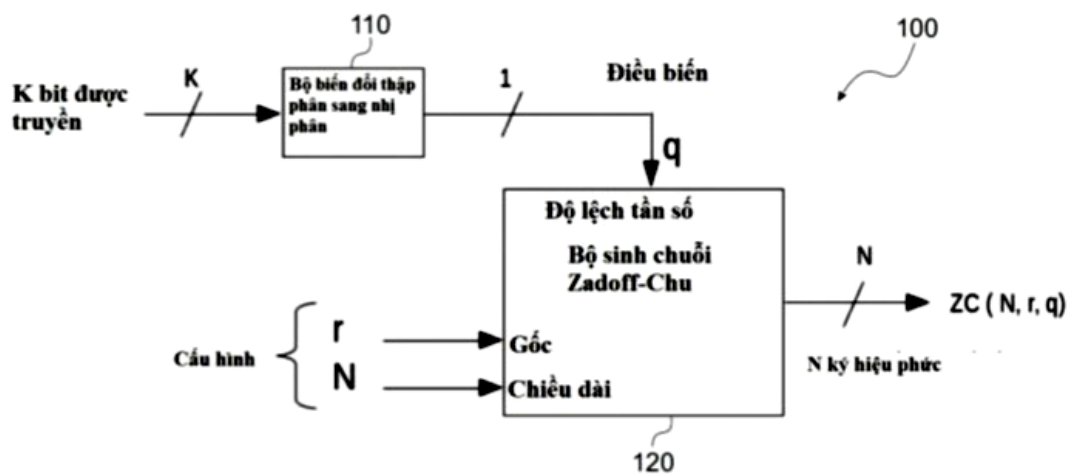 110
100
K bit được
truyền
K
Bộ biến đổi thập
phân sang nhị
phân
1
Điều biến
q
Độ lệch tần số
Bộ sinh chuỗi
Zadoff-Chu
N
ZC ( N, r, q)
N ký hiệu phức
Cấu hình
r
N
Gốc
Chiều dài
120